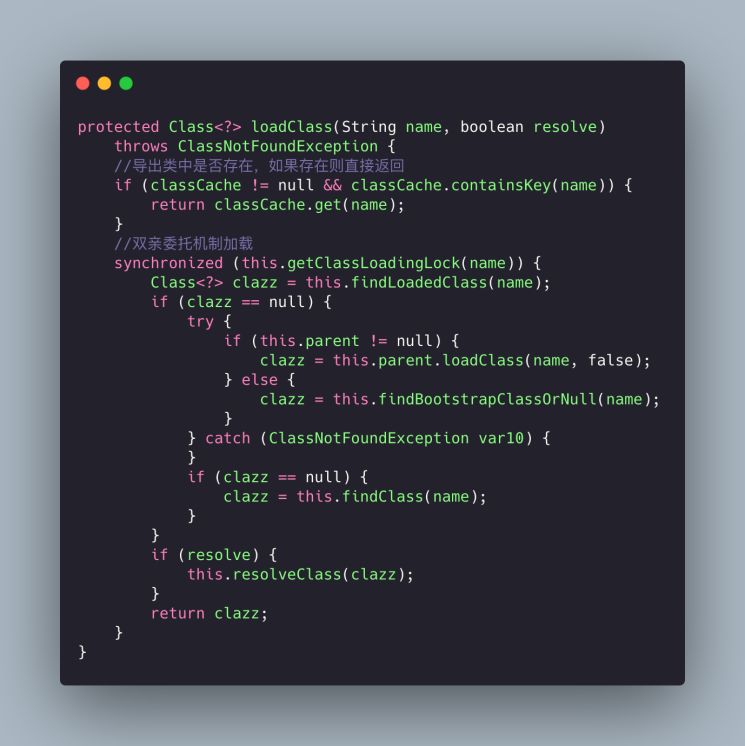 protected Class<?> loadClass(String name, boolean resolve)
    throws ClassNotFoundException {
    //导出类中是否存在，如果存在则直接返回
    if (classCache != null && classCache.containsKey(name)) {
        return classCache.get(name);
    }
    //双亲委托机制加载
    synchronized (this.getClassLoadingLock(name)) {
        Class<?> clazz = this.findLoadedClass(name);
        if (clazz == null) {
            try {
                if (this.parent != null) {
                    clazz = this.parent.loadClass(name, false);
                } else {
                    clazz = this.findBootstrapClassOrNull(name);
                }
            } catch (ClassNotFoundException var10) {
            }
            if (clazz == null) {
                clazz = this.findClass(name);
            }
        }
        if (resolve) {
            this.resolveClass(clazz);
        }
        return clazz;
    }
}